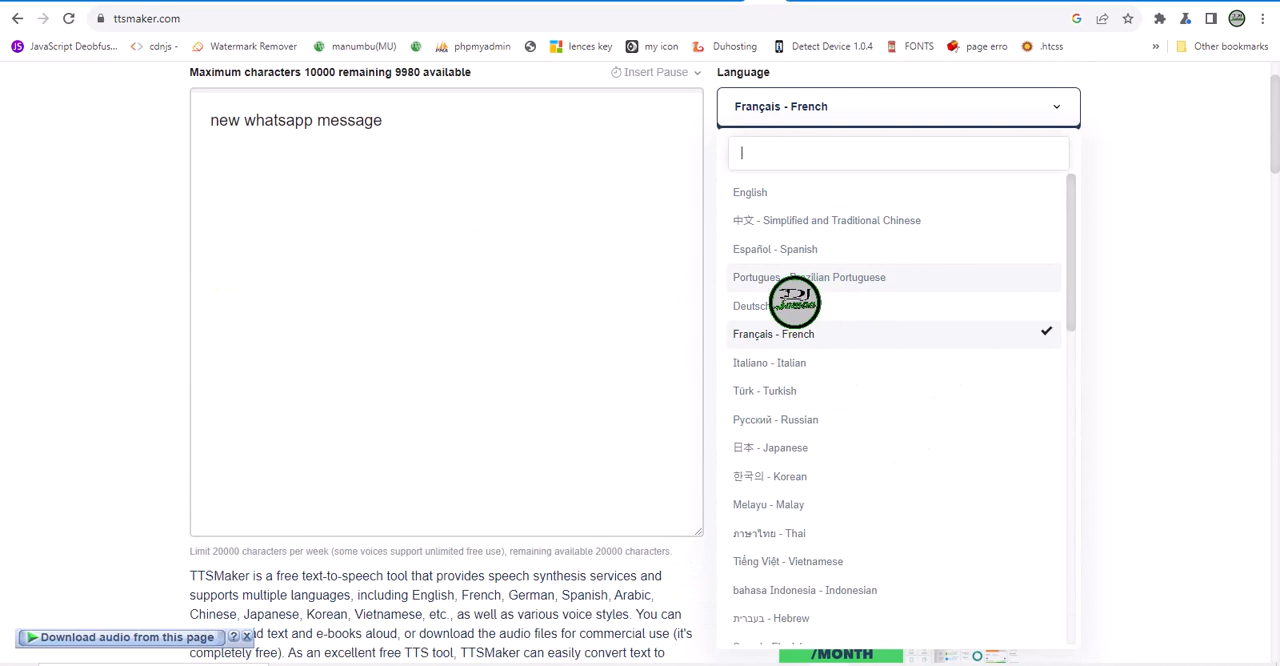 ttsmaker.com
JavaScript Deobfus...
cdnjs -
Watermark Remover
manumbu(MU)
phpmyadmin
lences key
my icon
Duhosting
Detect Device 1.0.4
FONTS
page erro
.htcss
»
Other bookmarks
Maximum characters 10000 remaining 9980 available
Insert Pause
Language
new whatsapp message
Français - French
English
中文 - Simplified and Traditional Chinese
Español - Spanish
Portugues - Brazilian Portuguese
Deutsch
Français - French
Italiano - Italian
Türk - Turkish
Русский - Russian
日本 - Japanese
한국의 - Korean
Melayu - Malay
ภาษาไทย - Thai
Tiếng Việt - Vietnamese
bahasa Indonesia - Indonesian
עברית - Hebrew
Limit 20000 characters per week (some voices support unlimited free use), remaining available 20000 characters.
TTSMaker is a free text-to-speech tool that provides speech synthesis services and
supports multiple languages, including English, French, German, Spanish, Arabic,
Chinese, Japanese, Korean, Vietnamese, etc., as well as various voice styles. You can
Download audio from this page ? X
d text and e-books aloud, or download the audio files for commercial use (it's
completely free). As an excellent free TTS tool, TTSMaker can easily convert text to
/MONTH